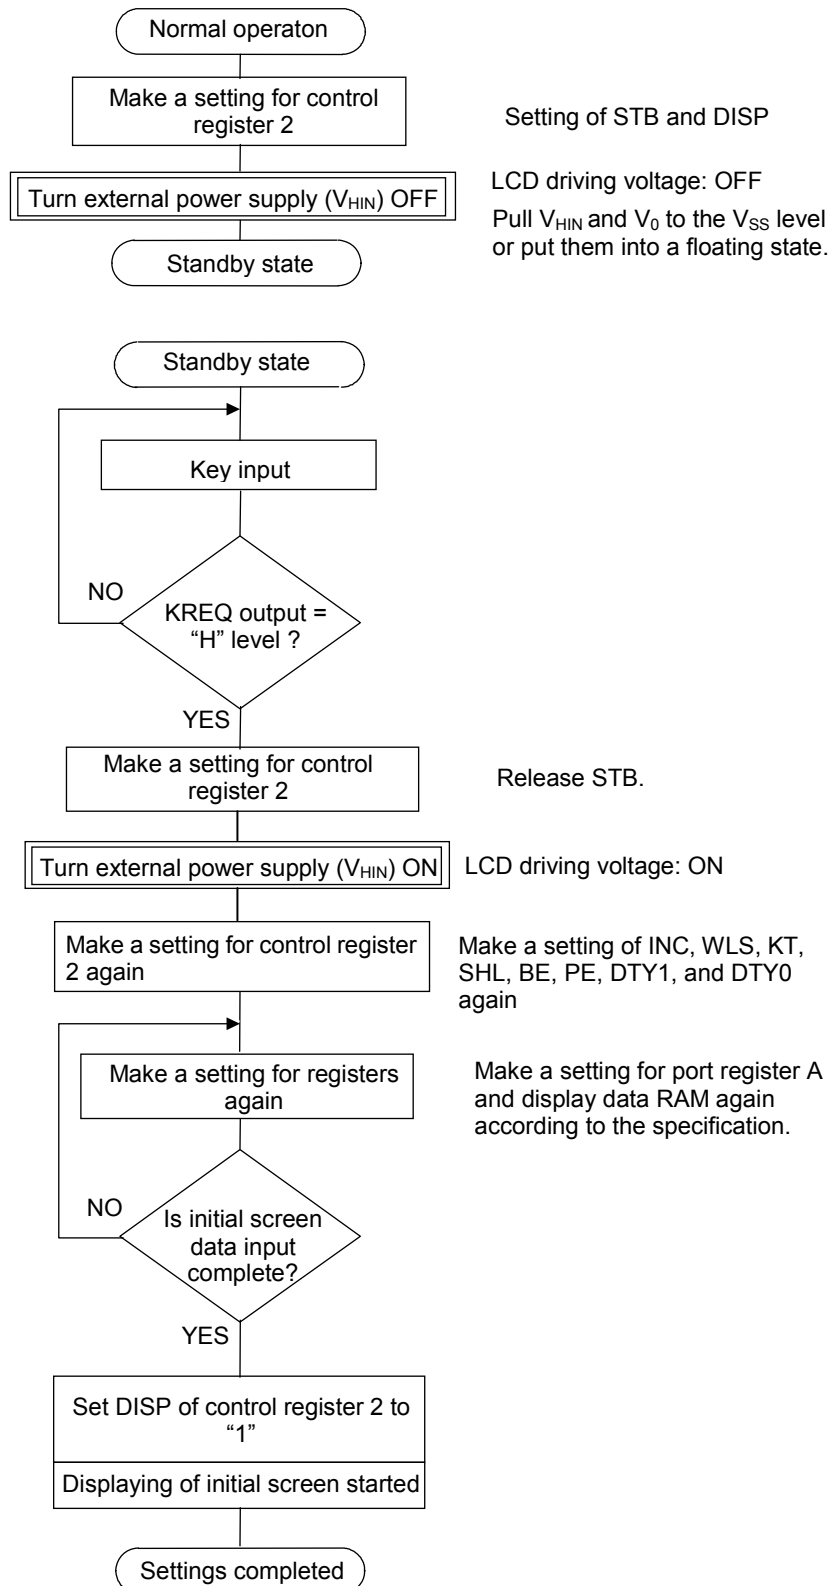 Normal operaton
Make a setting for control
register 2
Setting of STB and DISP
Turn external power supply (VHIN) OFF
LCD driving voltage: OFF
Pull VHIN and V0 to the VSS level
or put them into a floating state.
Standby state
Standby state
Key input
NO
KREQ output =
“H” level ?
YES
Make a setting for control
register 2
Release STB.
Turn external power supply (VHIN) ON
LCD driving voltage: ON
Make a setting for control register
2 again
Make a setting of INC, WLS, KT,
SHL, BE, PE, DTY1, and DTY0
again
Make a setting for registers
again
Make a setting for port register A
and display data RAM again
according to the specification.
NO
Is initial screen
data input
complete?
YES
Set DISP of control register 2 to
“1”
Displaying of initial screen started
Settings completed